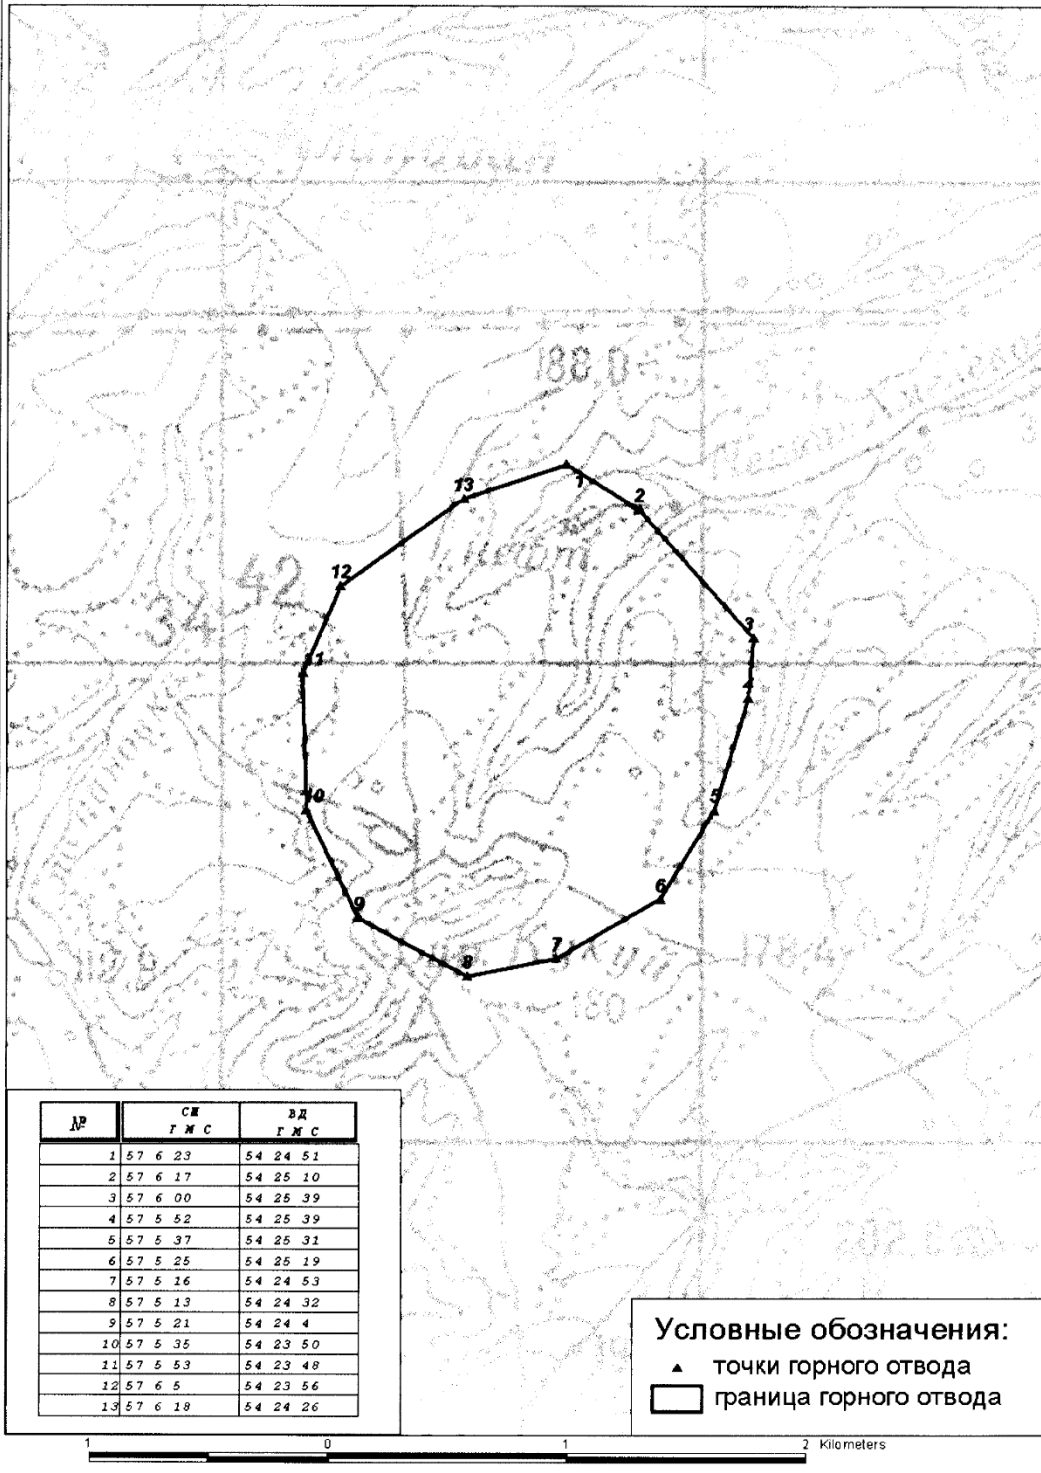 188,0
Нефт
42
34
13
1
2
12
3
11
4
10
5
9
6
7
8
178,4
180
№ СШ ВД
Г М С Г М С
1 57 6 23 54 24 51
2 57 6 17 54 25 10
3 57 6 00 54 25 39
4 57 5 52 54 25 39
5 57 5 37 54 25 31
6 57 5 25 54 25 19
7 57 5 16 54 24 53
8 57 5 13 54 24 32
9 57 5 21 54 24 4
10 57 5 35 54 23 50
11 57 5 53 54 23 48
12 57 6 5 54 23 56
13 57 6 18 54 24 26
Условные обозначения:
точки горного отвода
граница горного отвода
1 0 1 2 Kilometers